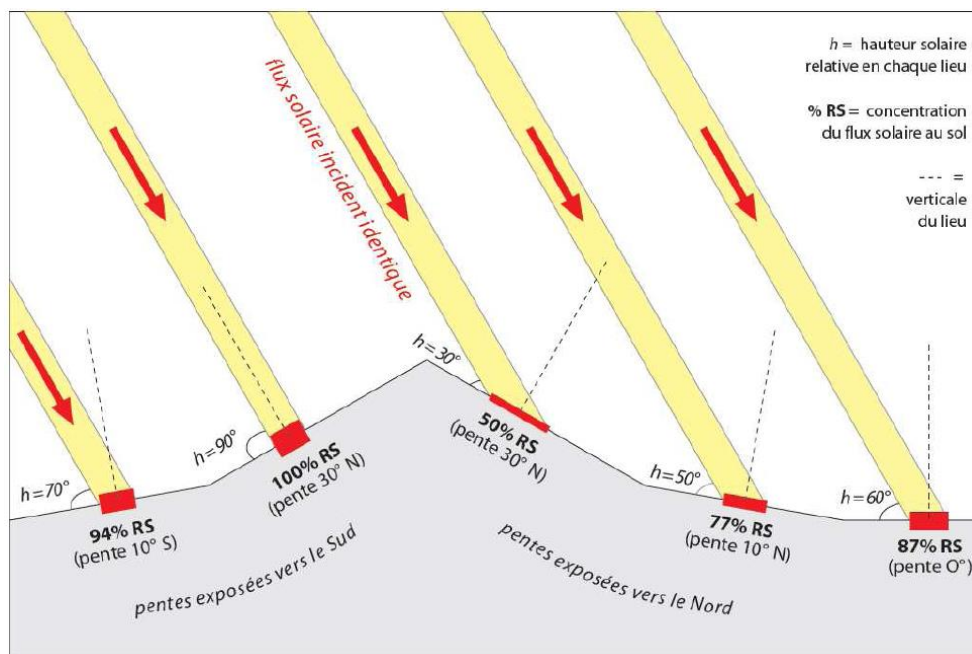 h = hauteur solaire
relative en chaque lieu
% RS = concentration
du flux solaire au sol
--- =
verticale
du lieu
flux solaire incident identique
h=70°
94% RS
(pente 10° S)
h=90°
100% RS
(pente 30° N)
h=30°
50% RS
(pente 30° N)
h=50°
77% RS
(pente 10° N)
h=60°
87% RS
(pente O°)
pentes exposées vers le Sud
pentes exposées vers le Nord